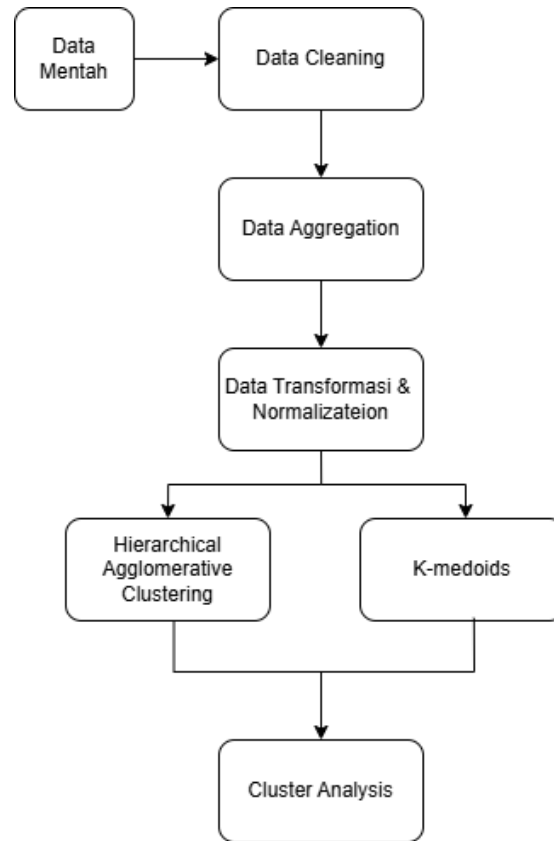 Data
Mentah
Data Cleaning
Data Aggregation
Data Transformasi &
Normalizateion
Hierarchical
Agglomerative
Clustering
K-medoids
Cluster Analysis